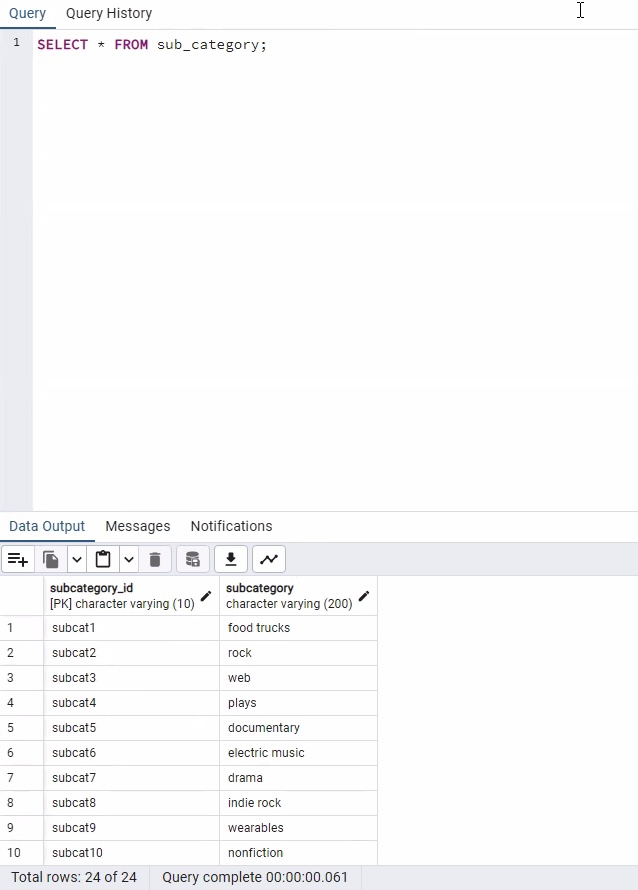 Query Query History
1 SELECT * FROM sub_category;
Data Output Messages Notifications
subcategory_id subcategory
[PK] character varying (10) character varying (200)
1 subcat1 food trucks
2 subcat2 rock
3 subcat3 web
4 subcat4 plays
5 subcat5 documentary
6 subcat6 electric music
7 subcat7 drama
8 subcat8 indie rock
9 subcat9 wearables
10 subcat10 nonfiction
Total rows: 24 of 24 Query complete 00:00:00.061